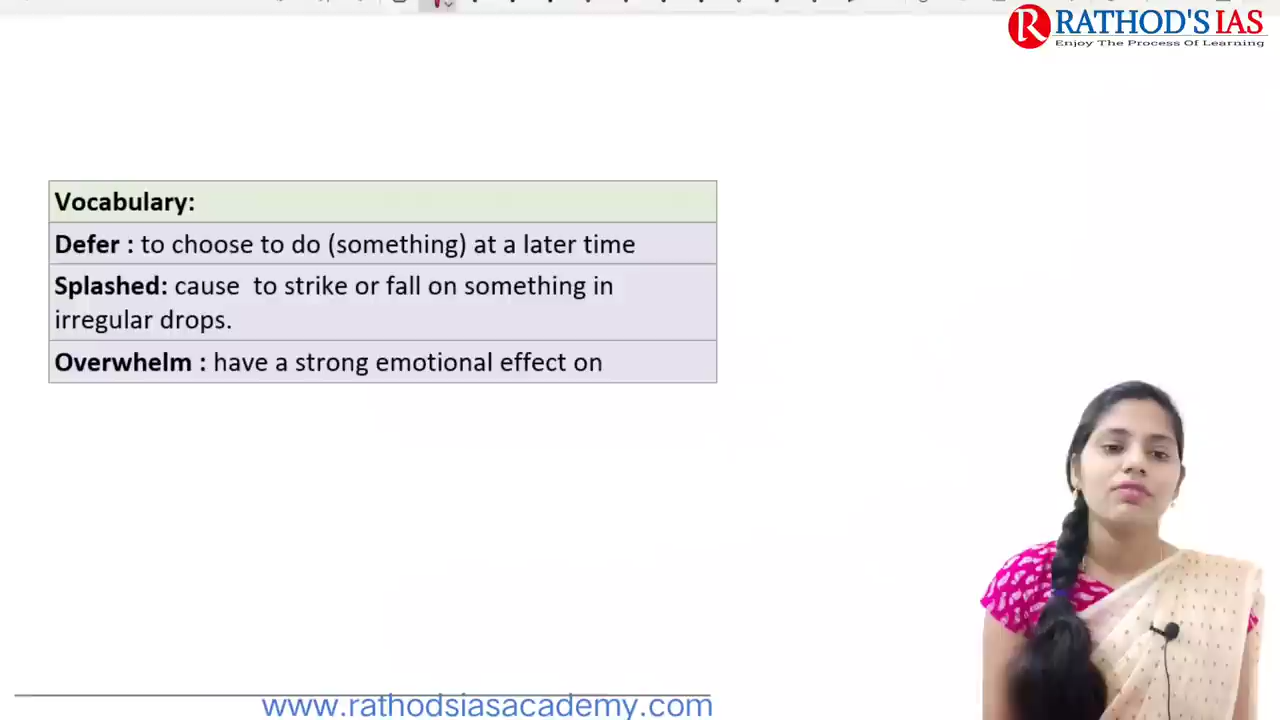 RATHOD'S IAS
Enjoy The Process Of Learning
Vocabulary:
Defer : to choose to do (something) at a later time
Splashed: cause to strike or fall on something in
irregular drops.
Overwhelm : have a strong emotional effect on
www.rathodsiasacademy.com